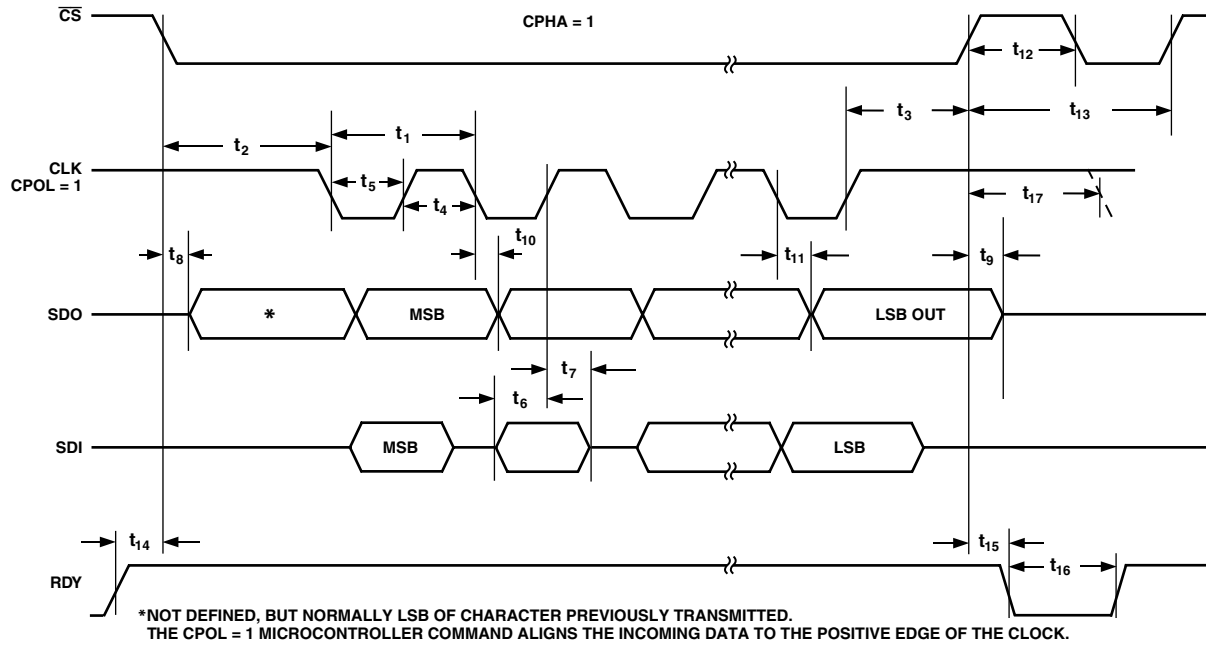 CS
CPHA = 1
t12
t3
t13
t1
t2
CLK
CPOL = 1
t5
t4
t17
t10
t8
t11
t9
SDO
*
MSB
LSB OUT
t7
t6
SDI
MSB
LSB
t14
t15
t16
RDY
*NOT DEFINED, BUT NORMALLY LSB OF CHARACTER PREVIOUSLY TRANSMITTED.
THE CPOL = 1 MICROCONTROLLER COMMAND ALIGNS THE INCOMING DATA TO THE POSITIVE EDGE OF THE CLOCK.